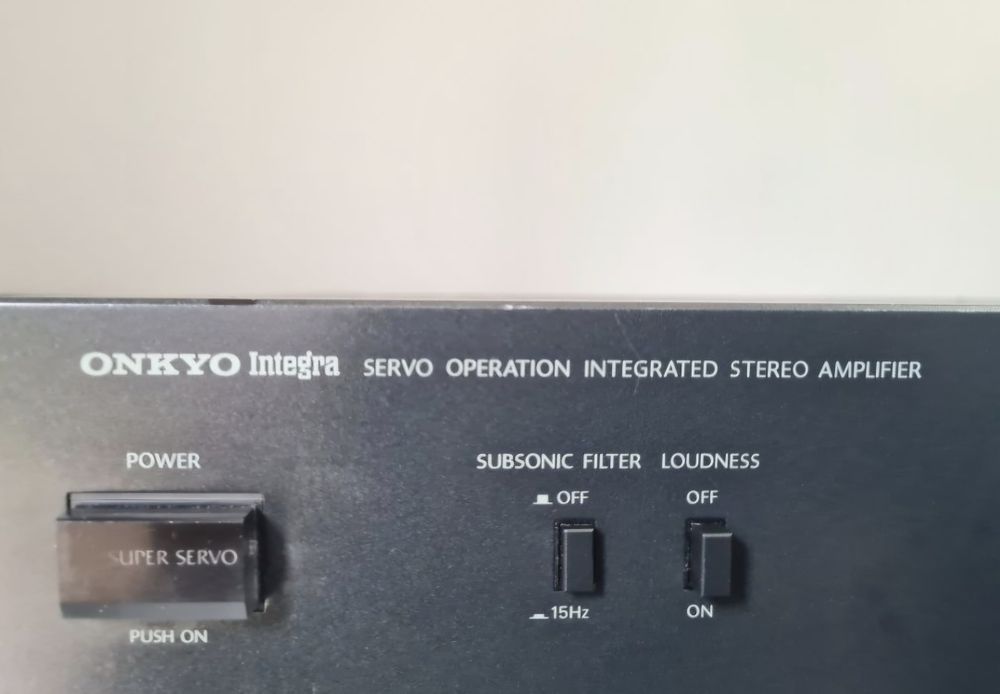 ONKYO Integra SERVO OPERATION INTEGRATED STEREO AMPLIFIER
POWER
SUPER SERVO
PUSH ON
SUBSONIC FILTER
OFF
15Hz
LOUDNESS
OFF
ON